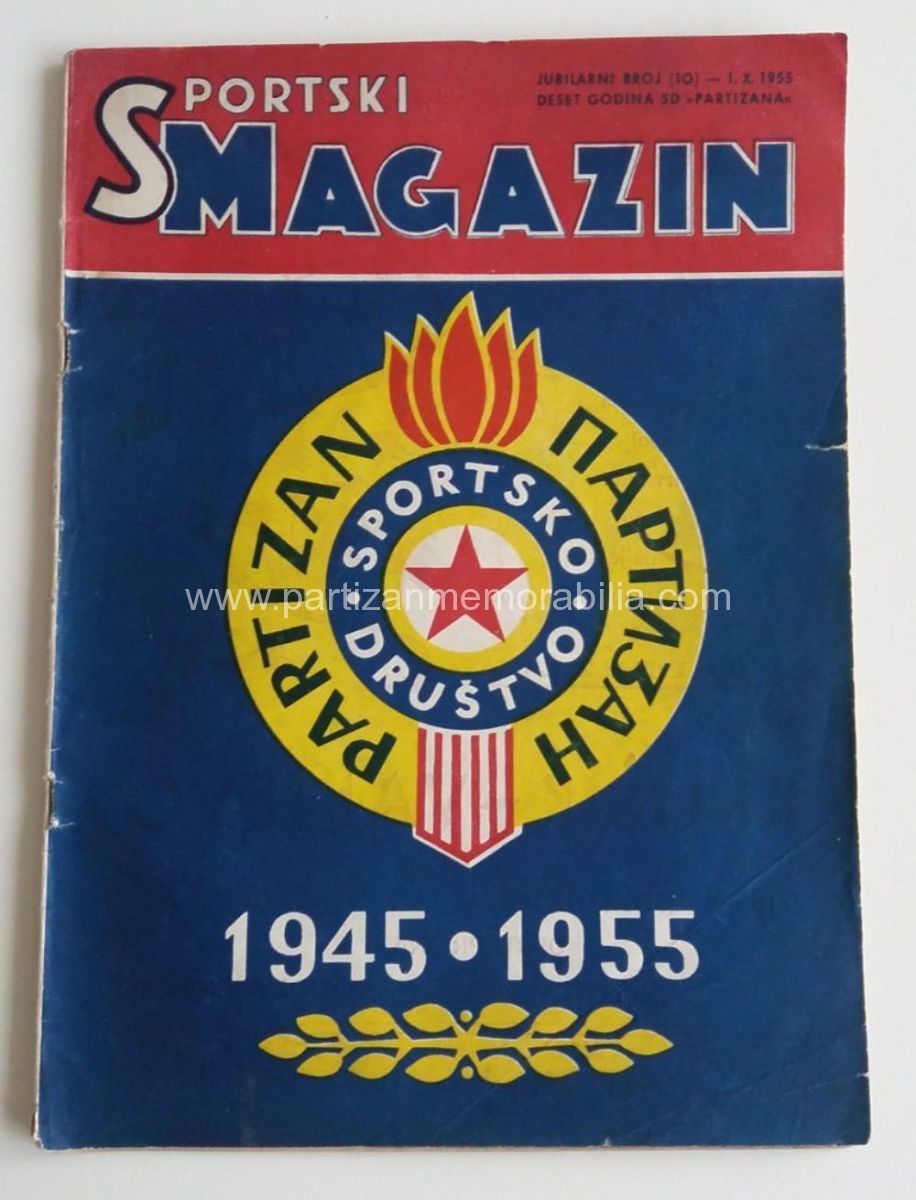 SPORTSKI
MAGAZIN
JUBILARNI BROJ (10) — 1. X. 1955
DESET GODINA SD »PARTIZANA«
PARTIZAN
ПАРТИЗАН
SPORTSKO
• DRUŠTVO •
www.partizanmemorabilia.com
1945 • 1955